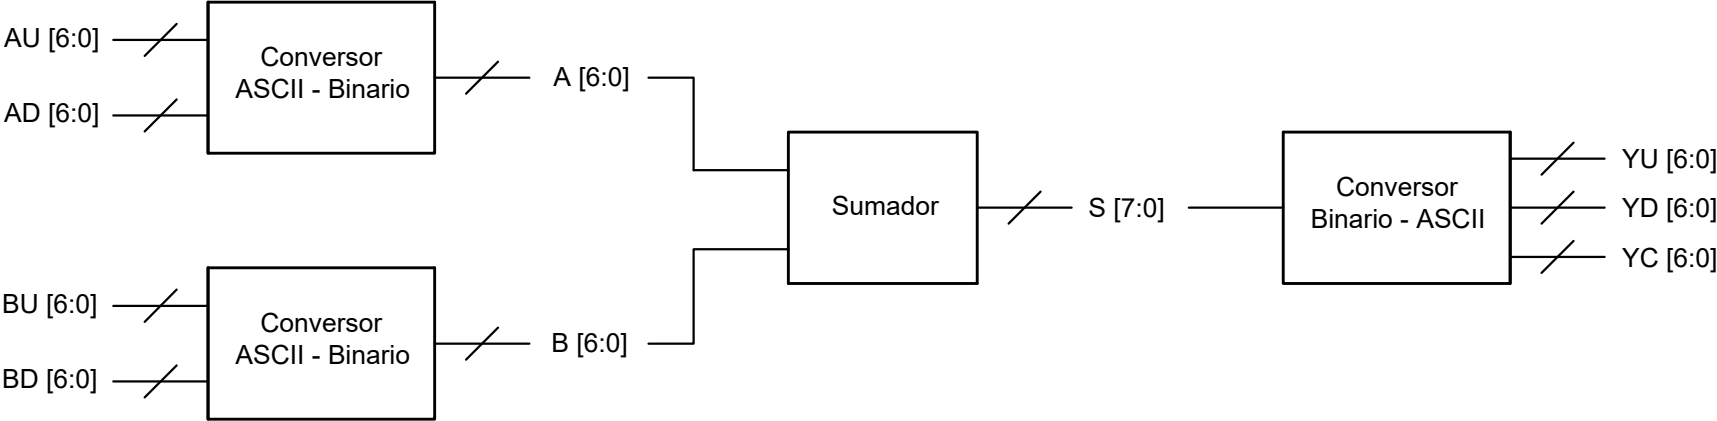 AU [6:0]
AD [6:0]
Conversor
ASCII - Binario
A [6:0]
BU [6:0]
BD [6:0]
Conversor
ASCII - Binario
B [6:0]
Sumador
S [7:0]
Conversor
Binario - ASCII
YU [6:0]
YD [6:0]
YC [6:0]